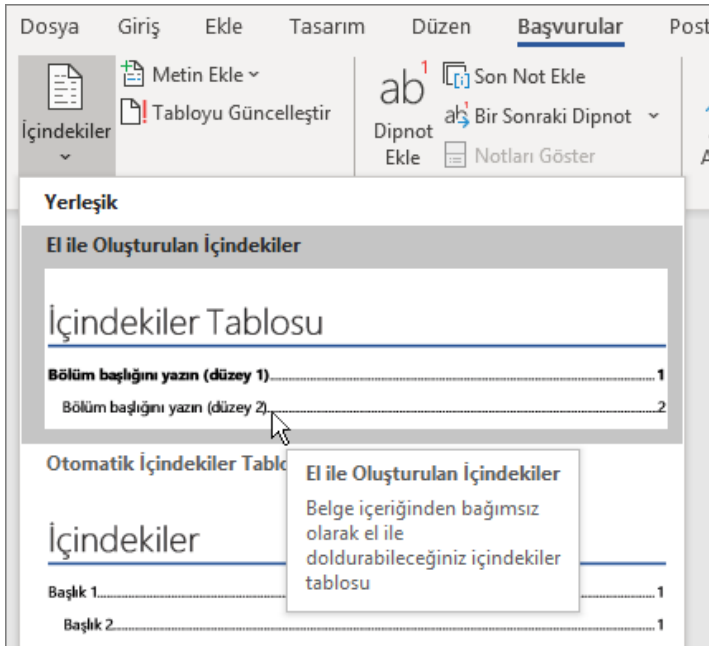 Dosya Giriş Ekle Tasarım Düzen Başvurular Post
İçindekiler
Metin Ekle
Tabloyu Güncelleştir
ab1
Dipnot
Ekle
Son Not Ekle
Bir Sonraki Dipnot
Notları Göster
Yerleşik
El ile Oluşturulan İçindekiler
İçindekiler Tablosu
Bölüm başlığını yazın (düzey 1)........1
Bölüm başlığını yazın (düzey 2)........2
Otomatik İçindekiler Tablo
El ile Oluşturulan İçindekiler
Belge içeriğinden bağımsız
olarak el ile
doldurabileceğiniz içindekiler
tablosu
İçindekiler
Başlık 1........1
Başlık 2........1